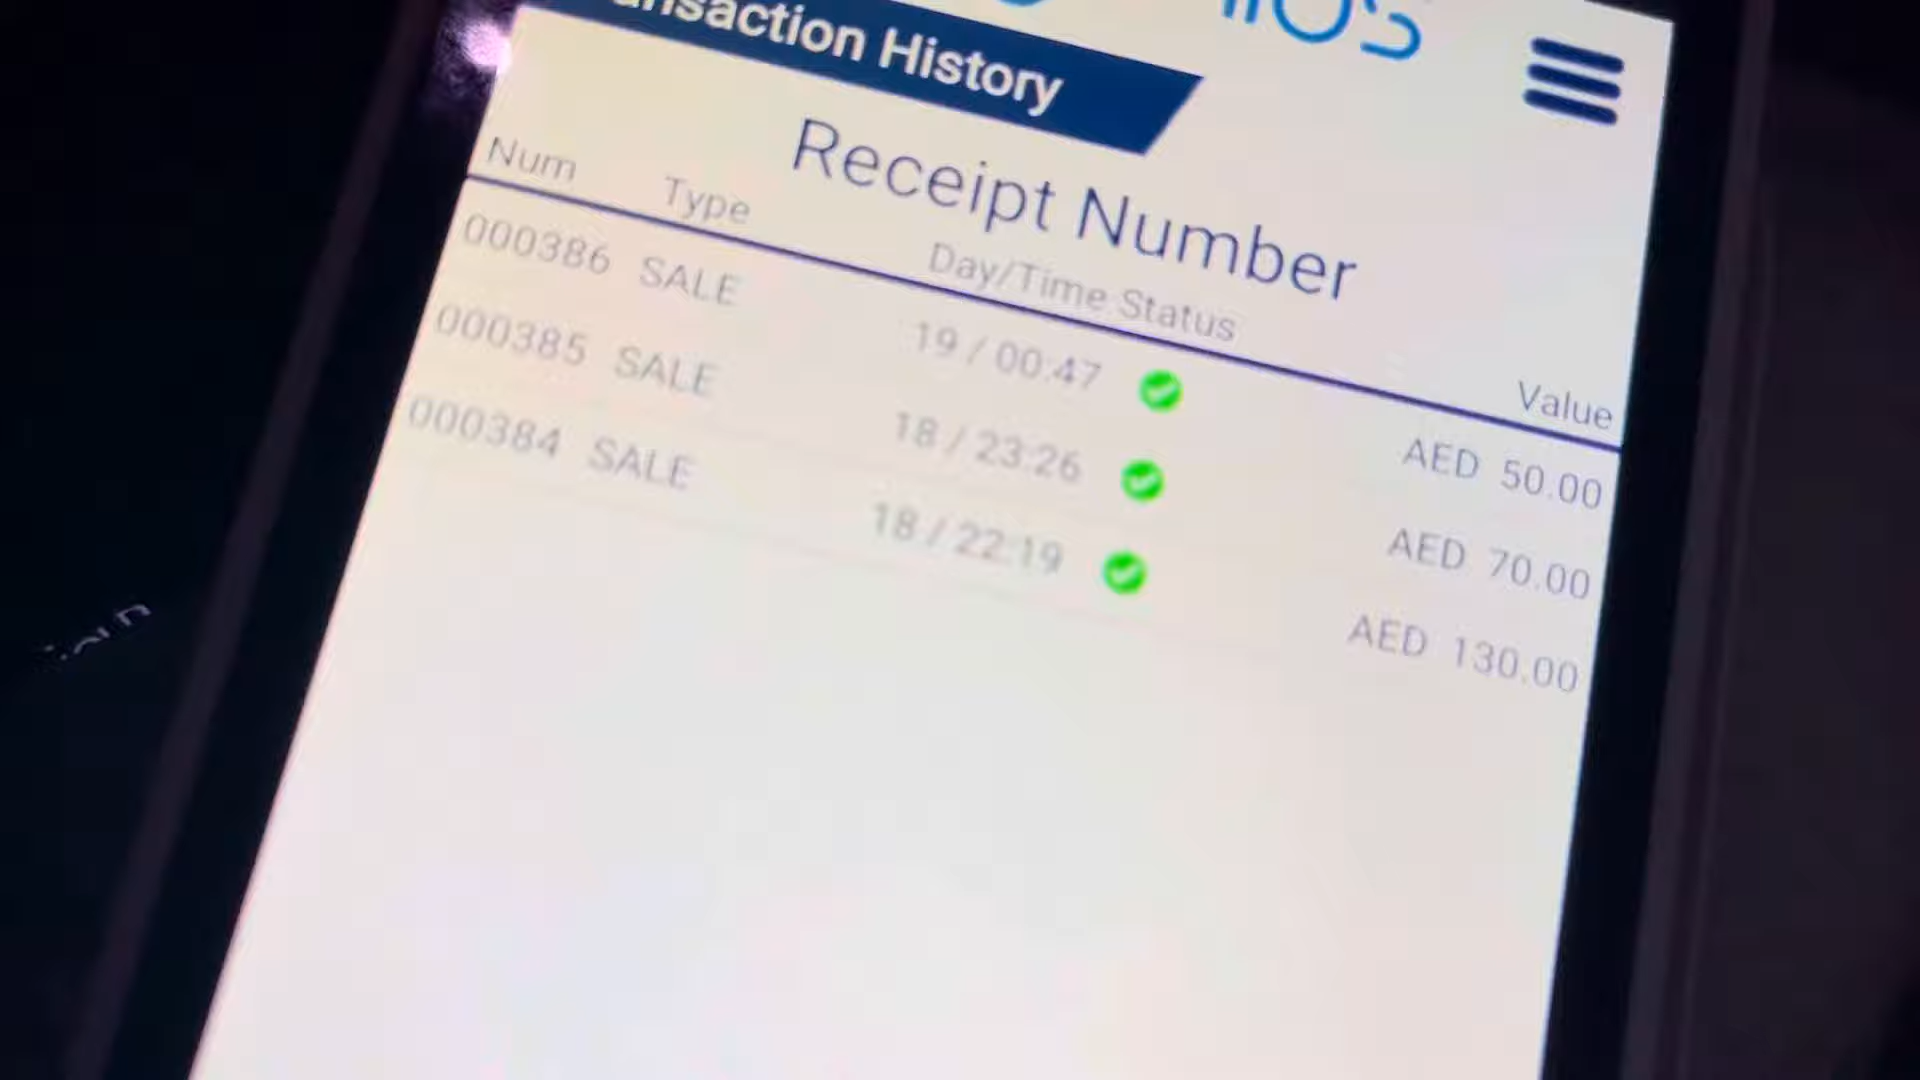 ansaction History
Receipt Number
Num Type Day/Time Status Value
000386 SALE 19 / 00:47 AED 50.00
000385 SALE 18 / 23:26 AED 70.00
000384 SALE 18 / 22:19 AED 130.00